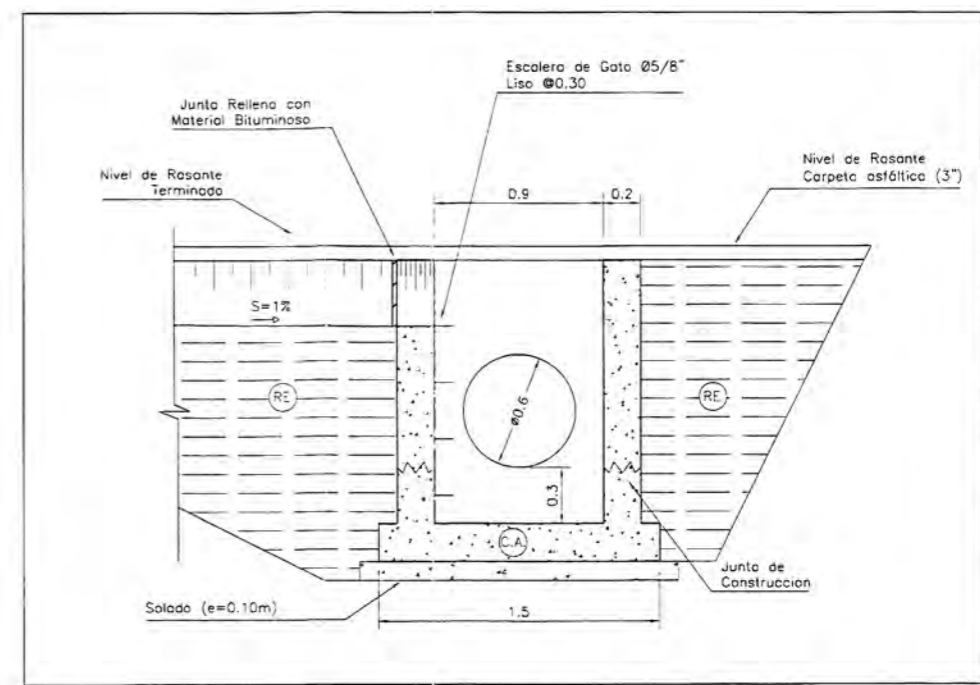 Escalera de Gato Ø5/8"
Liso @0.30
Junta Rellena con
Material Bituminoso
Nivel de Rasante
Terminado
Nivel de Rasante
Carpeta asfáltica (3")
0.9
0.2
S=1%
RE
RE
Ø0.6
0.3
C.A.
Junta de
Construccion
Solado (e=0.10m)
1.5